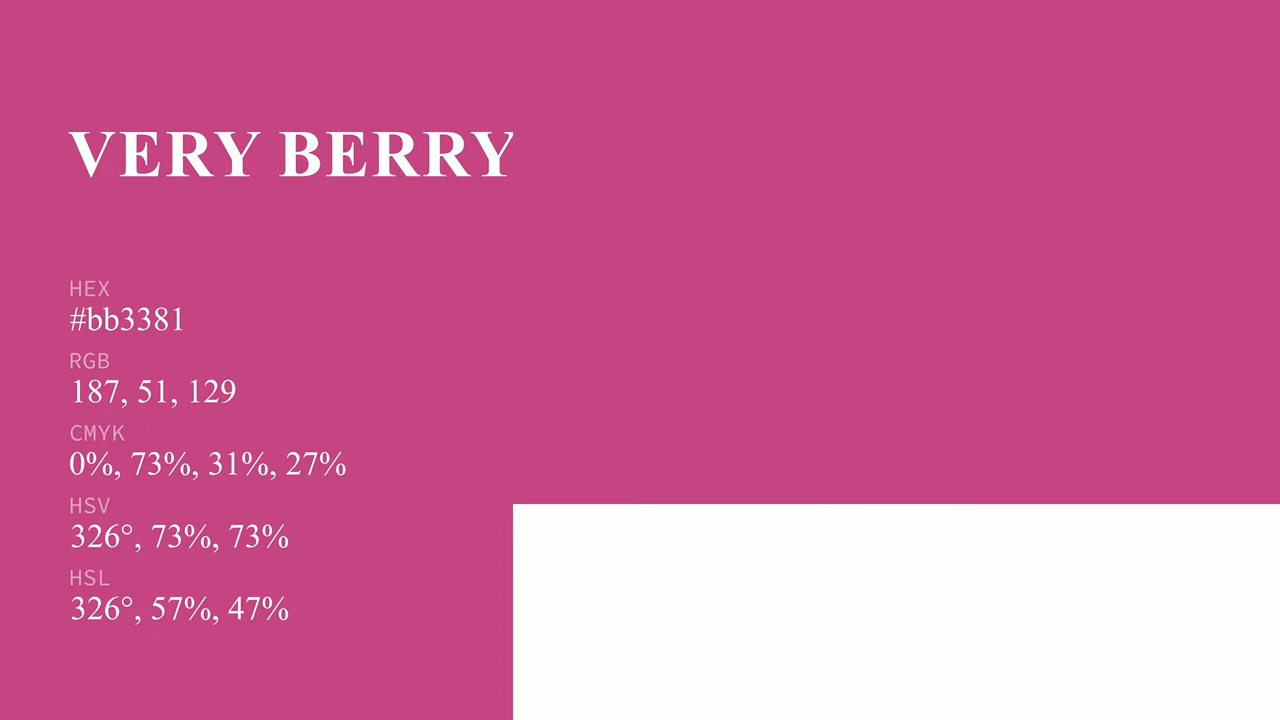 VERY BERRY
HEX
#bb3381
RGB
187, 51, 129
CMYK
0%, 73%, 31%, 27%
HSV
326°, 73%, 73%
HSL
326°, 57%, 47%